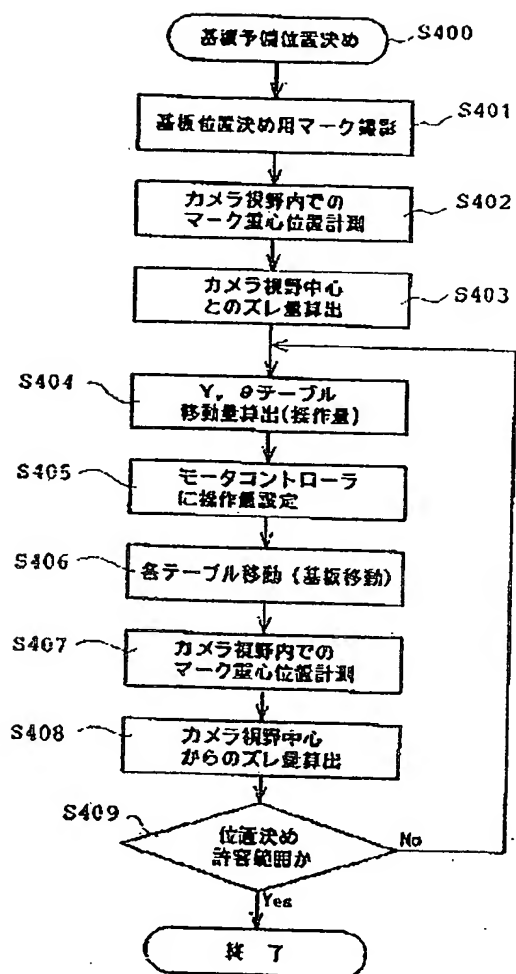 基板予備位置決め
S400
基板位置決め用マーク撮影
S401
カメラ視野内での
マーク重心位置計測
S402
カメラ視野中心
とのズレ量算出
S403
S404
Y, θテーブル
移動量算出(操作量)
S405
モータコントローラ
に操作量設定
S406
各テーブル移動(基板移動)
S407
カメラ視野内での
マーク重心位置計測
S408
カメラ視野中心
からのズレ量算出
S409
位置決め
許容範囲か
No
Yes
終 了